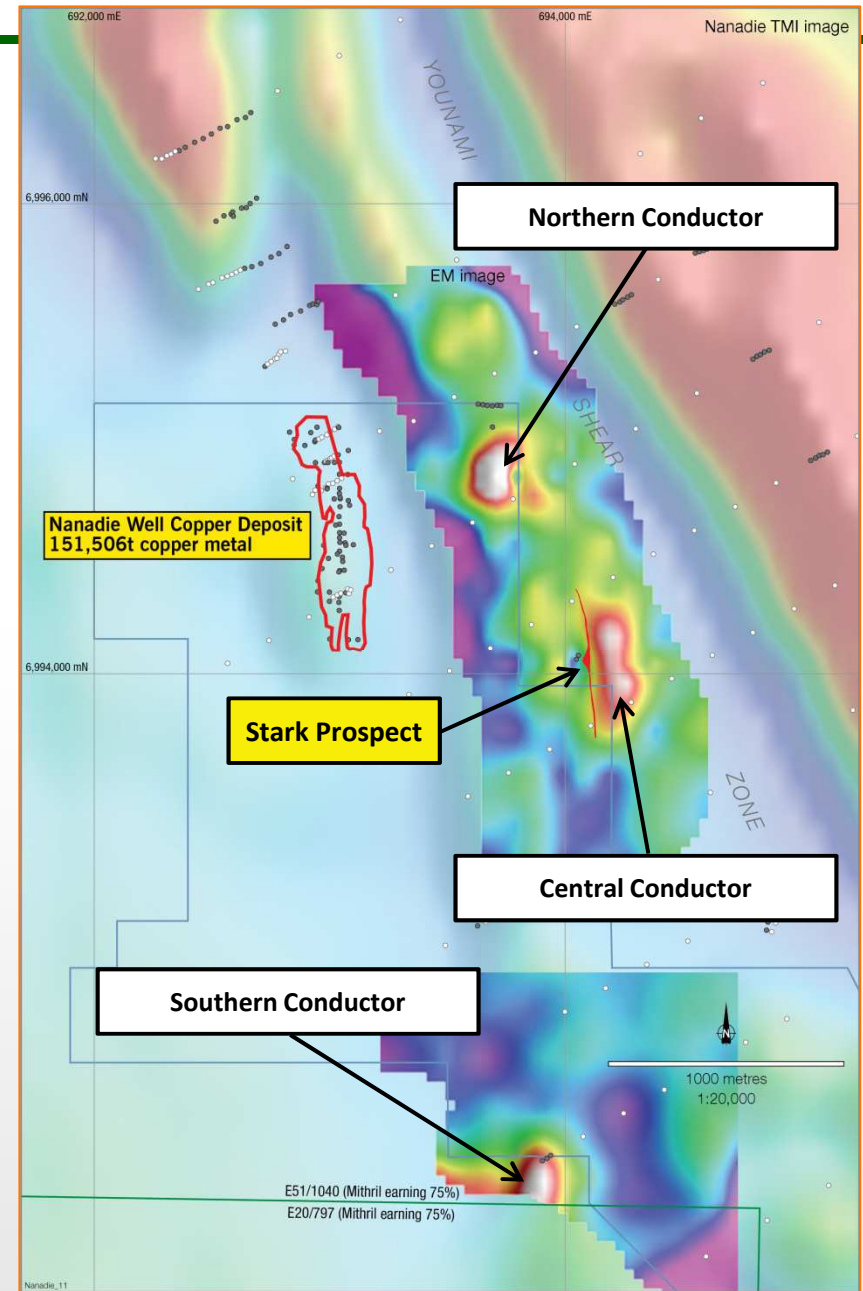 692,000 mE
694,000 mE
Nanadie TMI image
YOUNAMI
6,996,000 mN
Northern Conductor
EM image
SHEAR
Nanadie Well Copper Deposit
151,506t copper metal
6,994,000 mN
Stark Prospect
ZONE
Central Conductor
Southern Conductor
N
1000 metres
1:20,000
E51/1040 (Mithril earning 75%)
E20/797 (Mithril earning 75%)
Nanadie_11